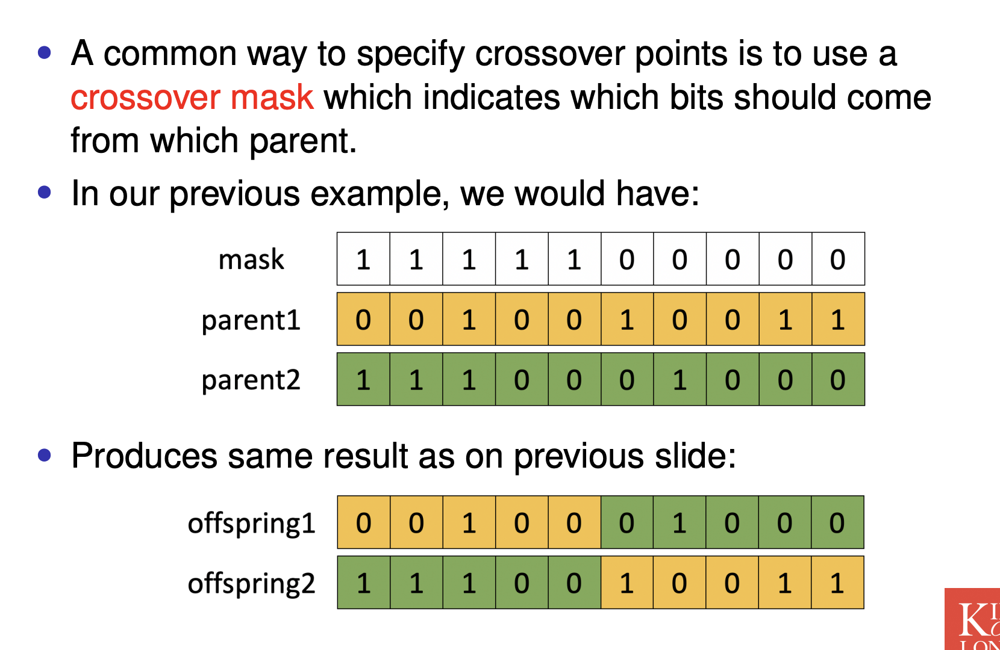 A common way to specify crossover points is to use a
crossover mask which indicates which bits should come
from which parent.
In our previous example, we would have:
mask 1 1 1 1 1 0 0 0 0 0
parent1 0 0 1 0 0 1 0 0 1 1
parent2 1 1 1 0 0 0 1 0 0 0
Produces same result as on previous slide:
offspring1 0 0 1 0 0 0 1 0 0 0
offspring2 1 1 1 0 0 1 0 0 1 1